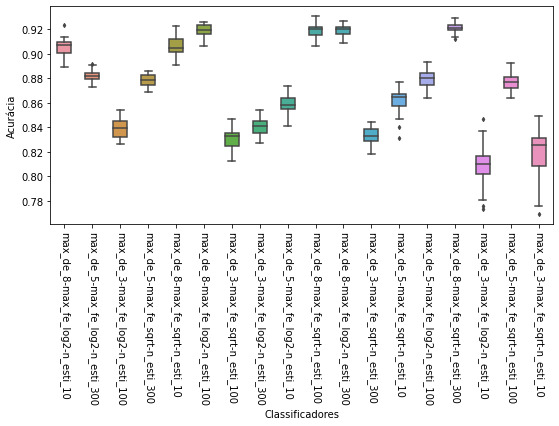 0.92
0.90
0.88
0.86
0.84
0.82
0.80
0.78
Acurácia
max_de_8-max_fe_log2-n_esti_10
max_de_5-max_fe_log2-n_esti_300
max_de_3-max_fe_log2-n_esti_100
max_de_5-max_fe_sqrt-n_esti_300
max_de_8-max_fe_sqrt-n_esti_10
max_de_8-max_fe_log2-n_esti_100
max_de_3-max_fe_sqrt-n_esti_100
max_de_3-max_fe_log2-n_esti_300
max_de_5-max_fe_sqrt-n_esti_10
max_de_8-max_fe_sqrt-n_esti_100
max_de_8-max_fe_sqrt-n_esti_300
max_de_3-max_fe_sqrt-n_esti_300
max_de_5-max_fe_log2-n_esti_10
max_de_5-max_fe_log2-n_esti_100
max_de_8-max_fe_log2-n_esti_300
max_de_3-max_fe_log2-n_esti_10
max_de_5-max_fe_sqrt-n_esti_100
max_de_3-max_fe_sqrt-n_esti_10
Classificadores